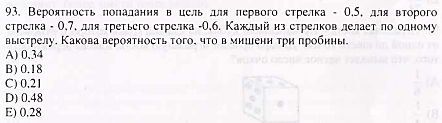 93. Вероятность попадания в цель для первого стрелка - 0,5, для второго
стрелка - 0,7, для третьего стрелка -0,6. Каждый из стрелков делает по одному
выстрелу. Какова вероятность того, что в мишени три пробины.
A) 0,34
B) 0.18
C) 0,21
D) 0.48
E) 0.28